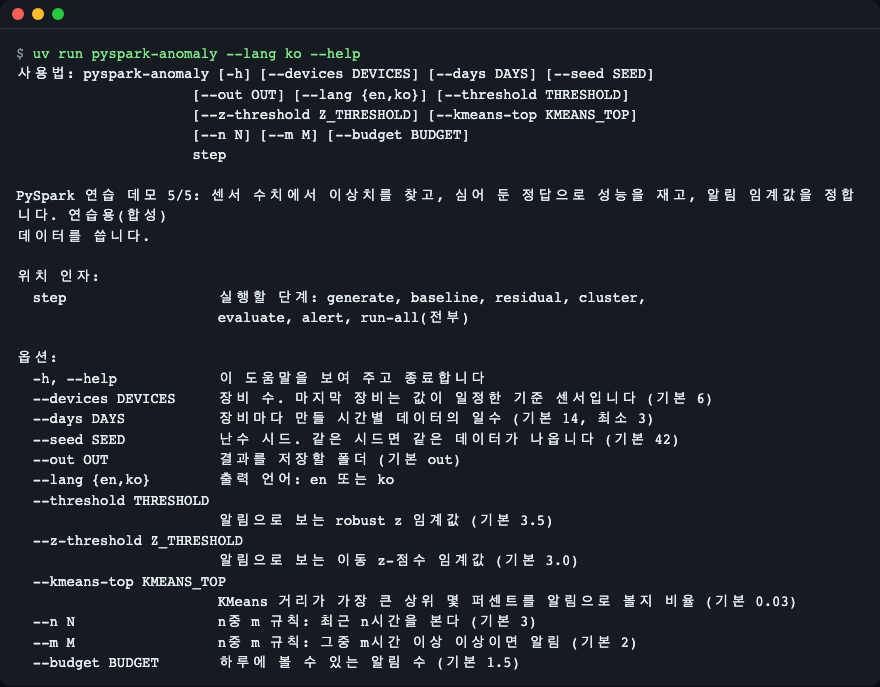 $ uv run pyspark-anomaly --lang ko --help
사용법: pyspark-anomaly [-h] [--devices DEVICES] [--days DAYS] [--seed SEED]
[--out OUT] [--lang {en,ko}] [--threshold THRESHOLD]
[--z-threshold Z_THRESHOLD] [--kmeans-top KMEANS_TOP]
[--n N] [--m M] [--budget BUDGET]
step
PySpark 연습 데모 5/5: 센서 수치에서 이상치를 찾고, 심어 둔 정답으로 성능을 재고, 알림 임계값을 정합
니다. 연습용(합성)
데이터를 씁니다.
위치 인자:
step 실행할 단계: generate, baseline, residual, cluster,
evaluate, alert, run-all(전부)
옵션:
-h, --help 이 도움말을 보여 주고 종료합니다
--devices DEVICES 장비 수. 마지막 장비는 값이 일정한 기준 센서입니다 (기본 6)
--days DAYS 장비마다 만들 시간별 데이터의 일수 (기본 14, 최소 3)
--seed SEED 난수 시드. 같은 시드면 같은 데이터가 나옵니다 (기본 42)
--out OUT 결과를 저장할 폴더 (기본 out)
--lang {en,ko} 출력 언어: en 또는 ko
--threshold THRESHOLD
알림으로 보는 robust z 임계값 (기본 3.5)
--z-threshold Z_THRESHOLD
알림으로 보는 이동 z-점수 임계값 (기본 3.0)
--kmeans-top KMEANS_TOP
KMeans 거리가 가장 큰 상위 몇 퍼센트를 알림으로 볼지 비율 (기본 0.03)
--n N n중 m 규칙: 최근 n시간을 본다 (기본 3)
--m M n중 m 규칙: 그중 m시간 이상 이상이면 알림 (기본 2)
--budget BUDGET 하루에 볼 수 있는 알림 수 (기본 1.5)